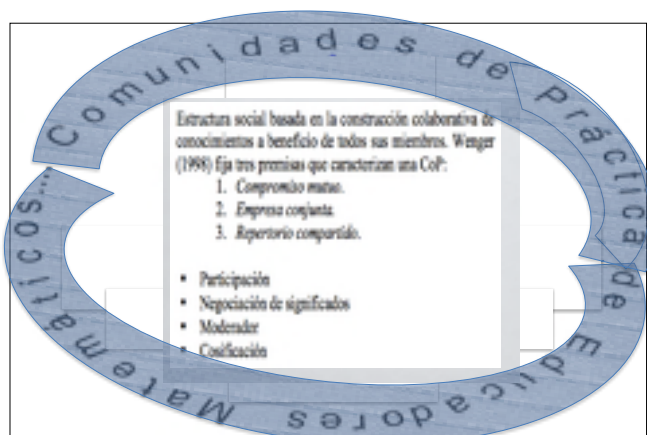 Comunidades de Práctica de Educadores Matemáticos...
Estructura social basada en la construcción colaborativa de
conocimientos a beneficio de todos sus miembros. Wenger
(1998) fija tres premisas que caracterizan una CoP:
1. Compromiso mutuo.
2. Empresa conjunta.
3. Repertorio compartido.
• Participación
• Negociación de significados
• Moderador
• Cosificación